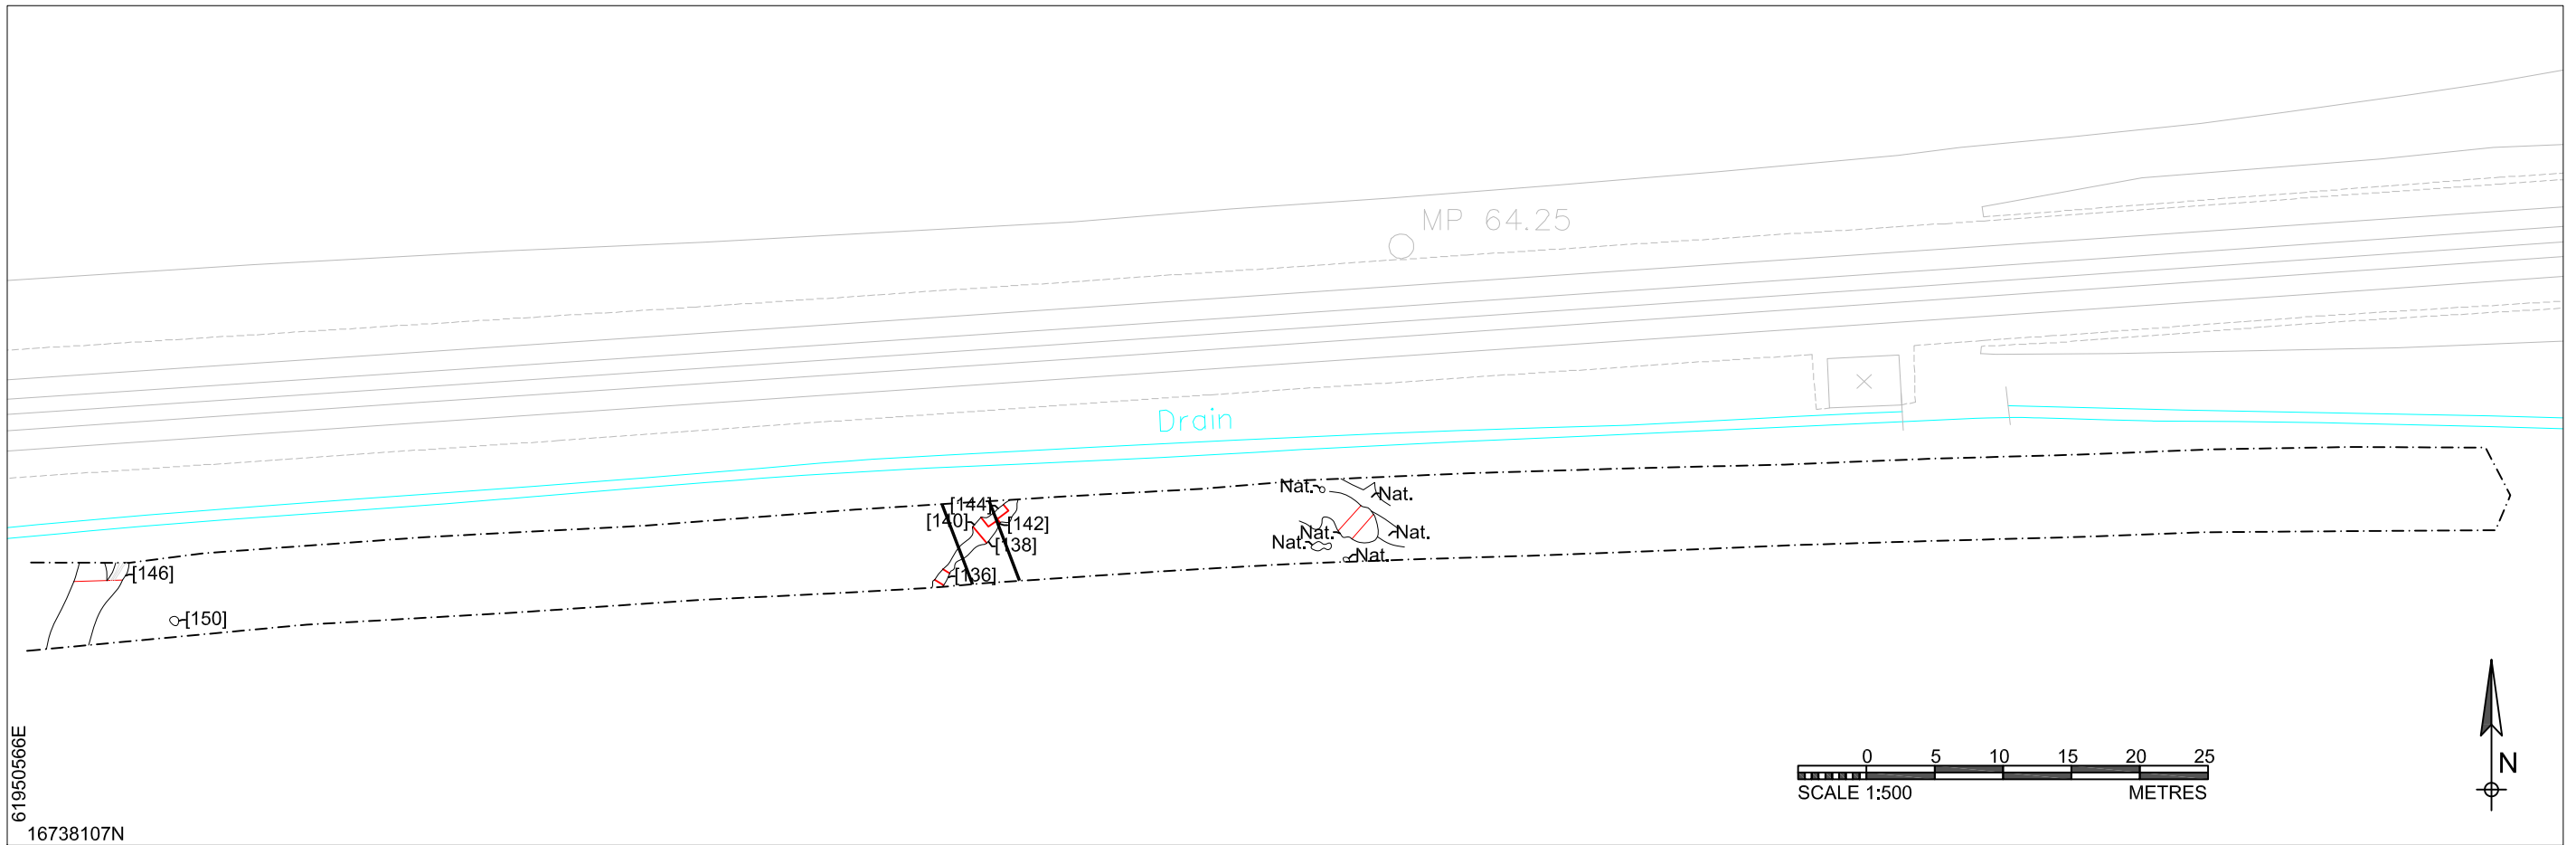 MP 64.25
Drain
Nat.
Nat.
[144]
[140]
[142]
Nat.
Nat.
[138]
Nat.
Nat.
[146]
[136]
[150]
61950566E
16738107N
0 5 10 15 20 25
SCALE 1:500 METRES
N